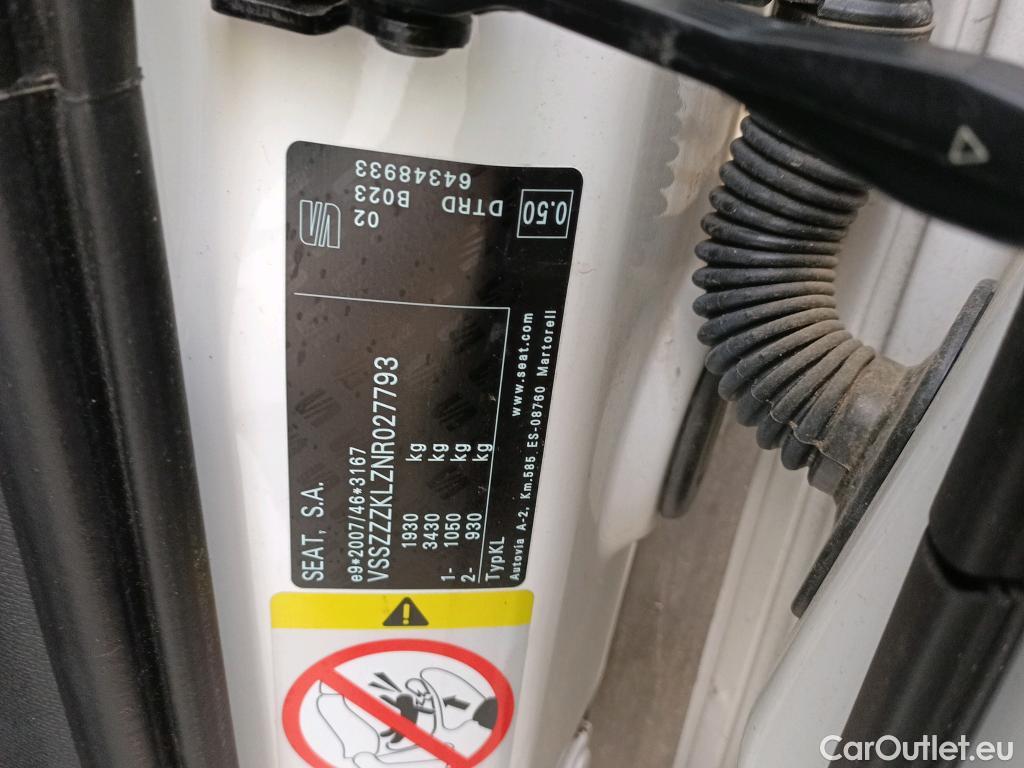 SEAT, S.A.
e9*2007/46*3167
VSSZZZKLZNR027793
1930 kg
3430 kg
1- 1050 kg
2- 930 kg
TypKL
Autovia A-2, Km.585. ES-08760 Martorell
www.seat.com
02
B023
64348933
DTRD
0.50
CarOutlet.eu